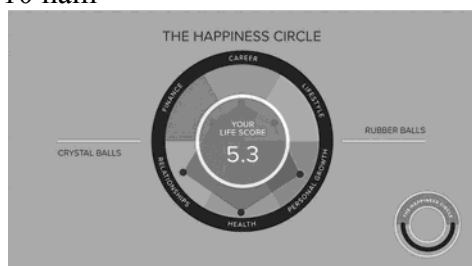 THE HAPPINESS CIRCLE
CAREER
FINANCE
LIFESTYLE
YOUR
LIFE SCORE
5.3
CRYSTAL BALLS
RUBBER BALLS
RELATIONSHIPS
PERSONAL GROWTH
HEALTH
THE HAPPINESS CIRCLE